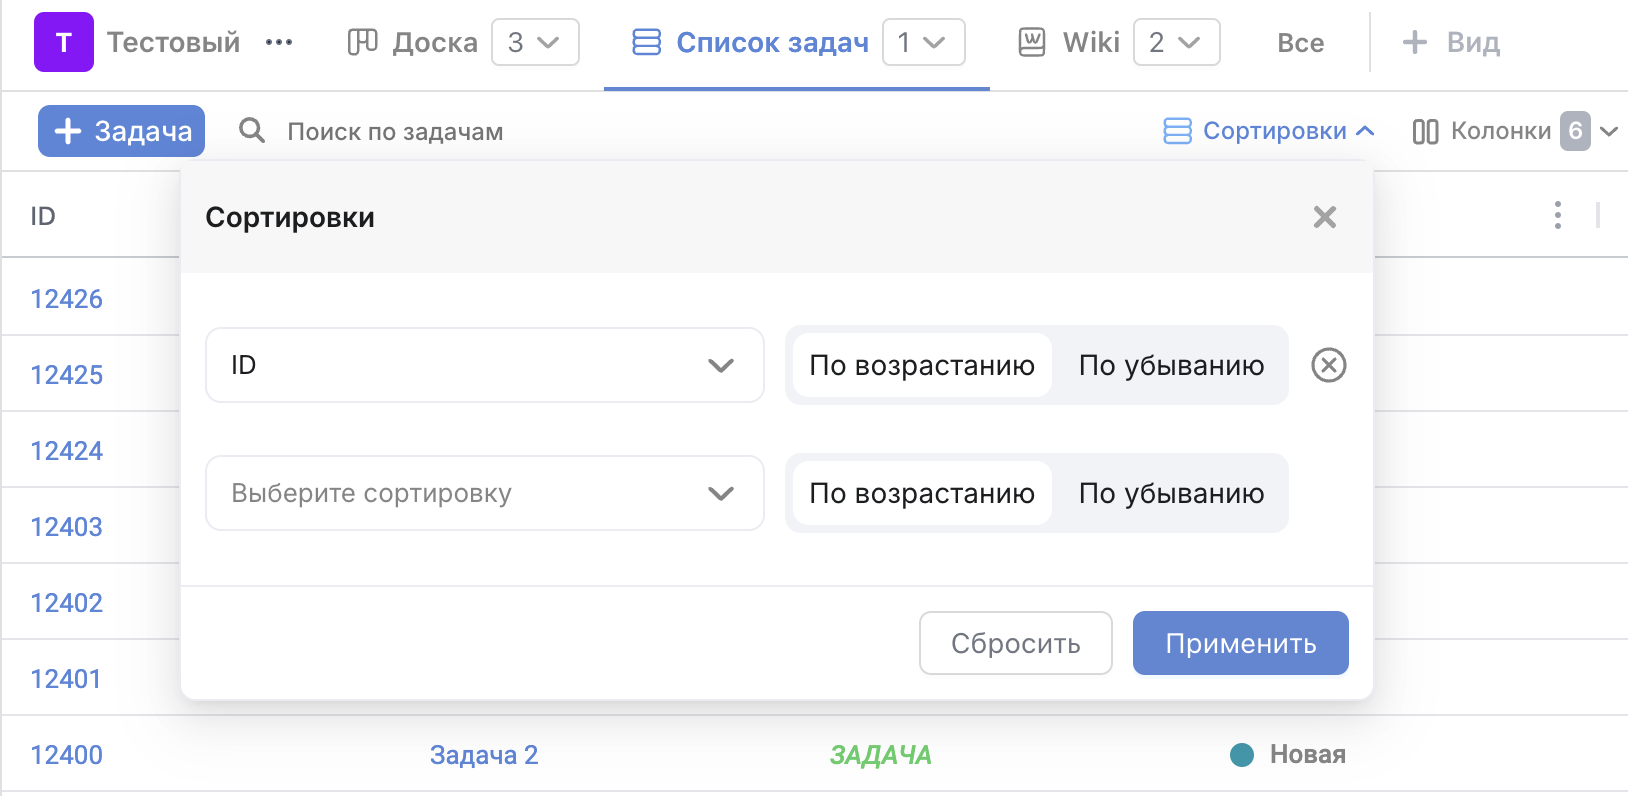 Т Тестовый ··· Доска 3 Список задач 1 Wiki 2 Все + Вид
+ Задача Поиск по задачам Сортировки Колонки 6
ID
Сортировки
12426
ID По возрастанию По убыванию
12425
12424
Выберите сортировку По возрастанию По убыванию
12403
12402
Сбросить Применить
12401
12400 Задача 2 ЗАДАЧА Новая